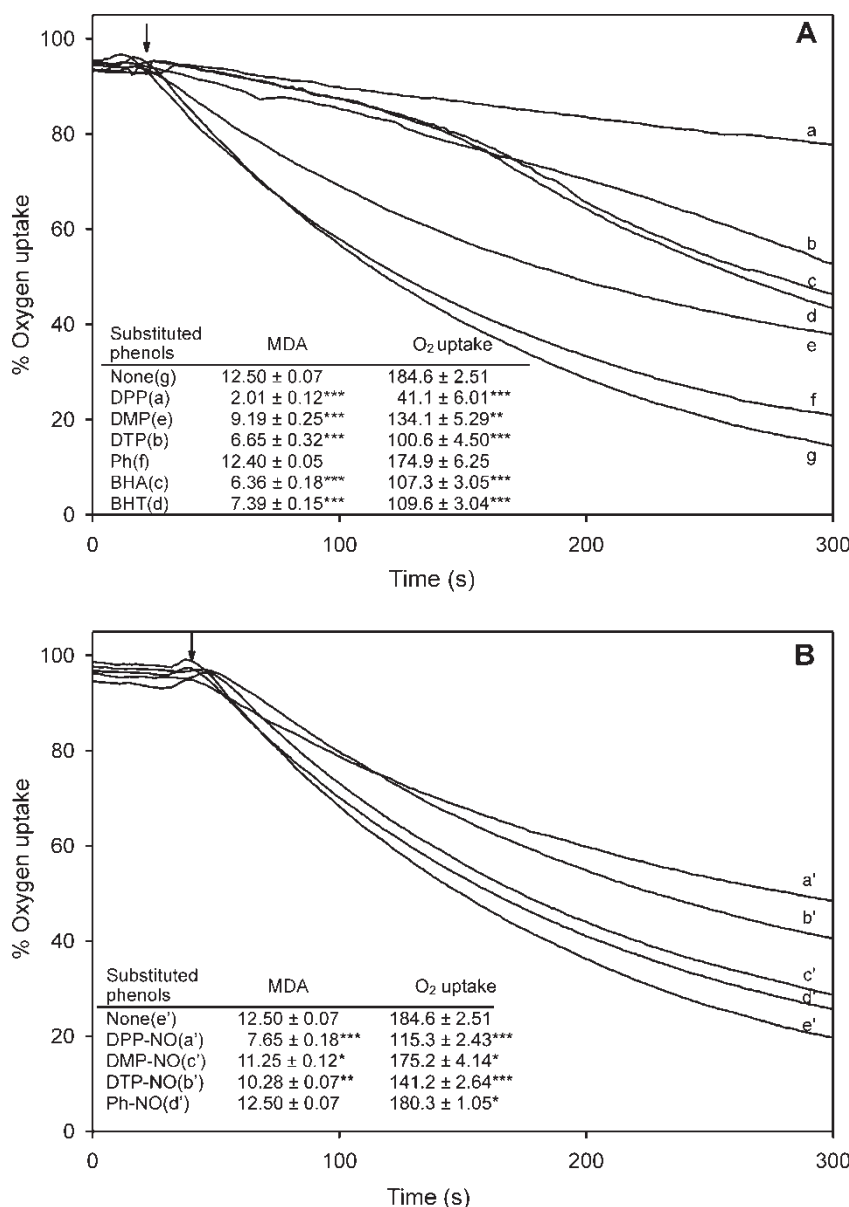 A
100
80
60
40
20
0
% Oxygen uptake
a
b
c
d
e
f
g
Substituted phenols MDA O2 uptake
None(g) 12.50 ± 0.07 184.6 ± 2.51
DPP(a) 2.01 ± 0.12*** 41.1 ± 6.01***
DMP(e) 9.19 ± 0.25*** 134.1 ± 5.29**
DTP(b) 6.65 ± 0.32*** 100.6 ± 4.50***
Ph(f) 12.40 ± 0.05 174.9 ± 6.25
BHA(c) 6.36 ± 0.18*** 107.3 ± 3.05***
BHT(d) 7.39 ± 0.15*** 109.6 ± 3.04***
0 100 200 300
Time (s)
B
100
80
60
40
20
0
% Oxygen uptake
a'
b'
c'
d'
e'
Substituted phenols MDA O2 uptake
None(e') 12.50 ± 0.07 184.6 ± 2.51
DPP-NO(a') 7.65 ± 0.18*** 115.3 ± 2.43***
DMP-NO(c') 11.25 ± 0.12* 175.2 ± 4.14*
DTP-NO(b') 10.28 ± 0.07** 141.2 ± 2.64***
Ph-NO(d') 12.50 ± 0.07 180.3 ± 1.05*
0 100 200 300
Time (s)